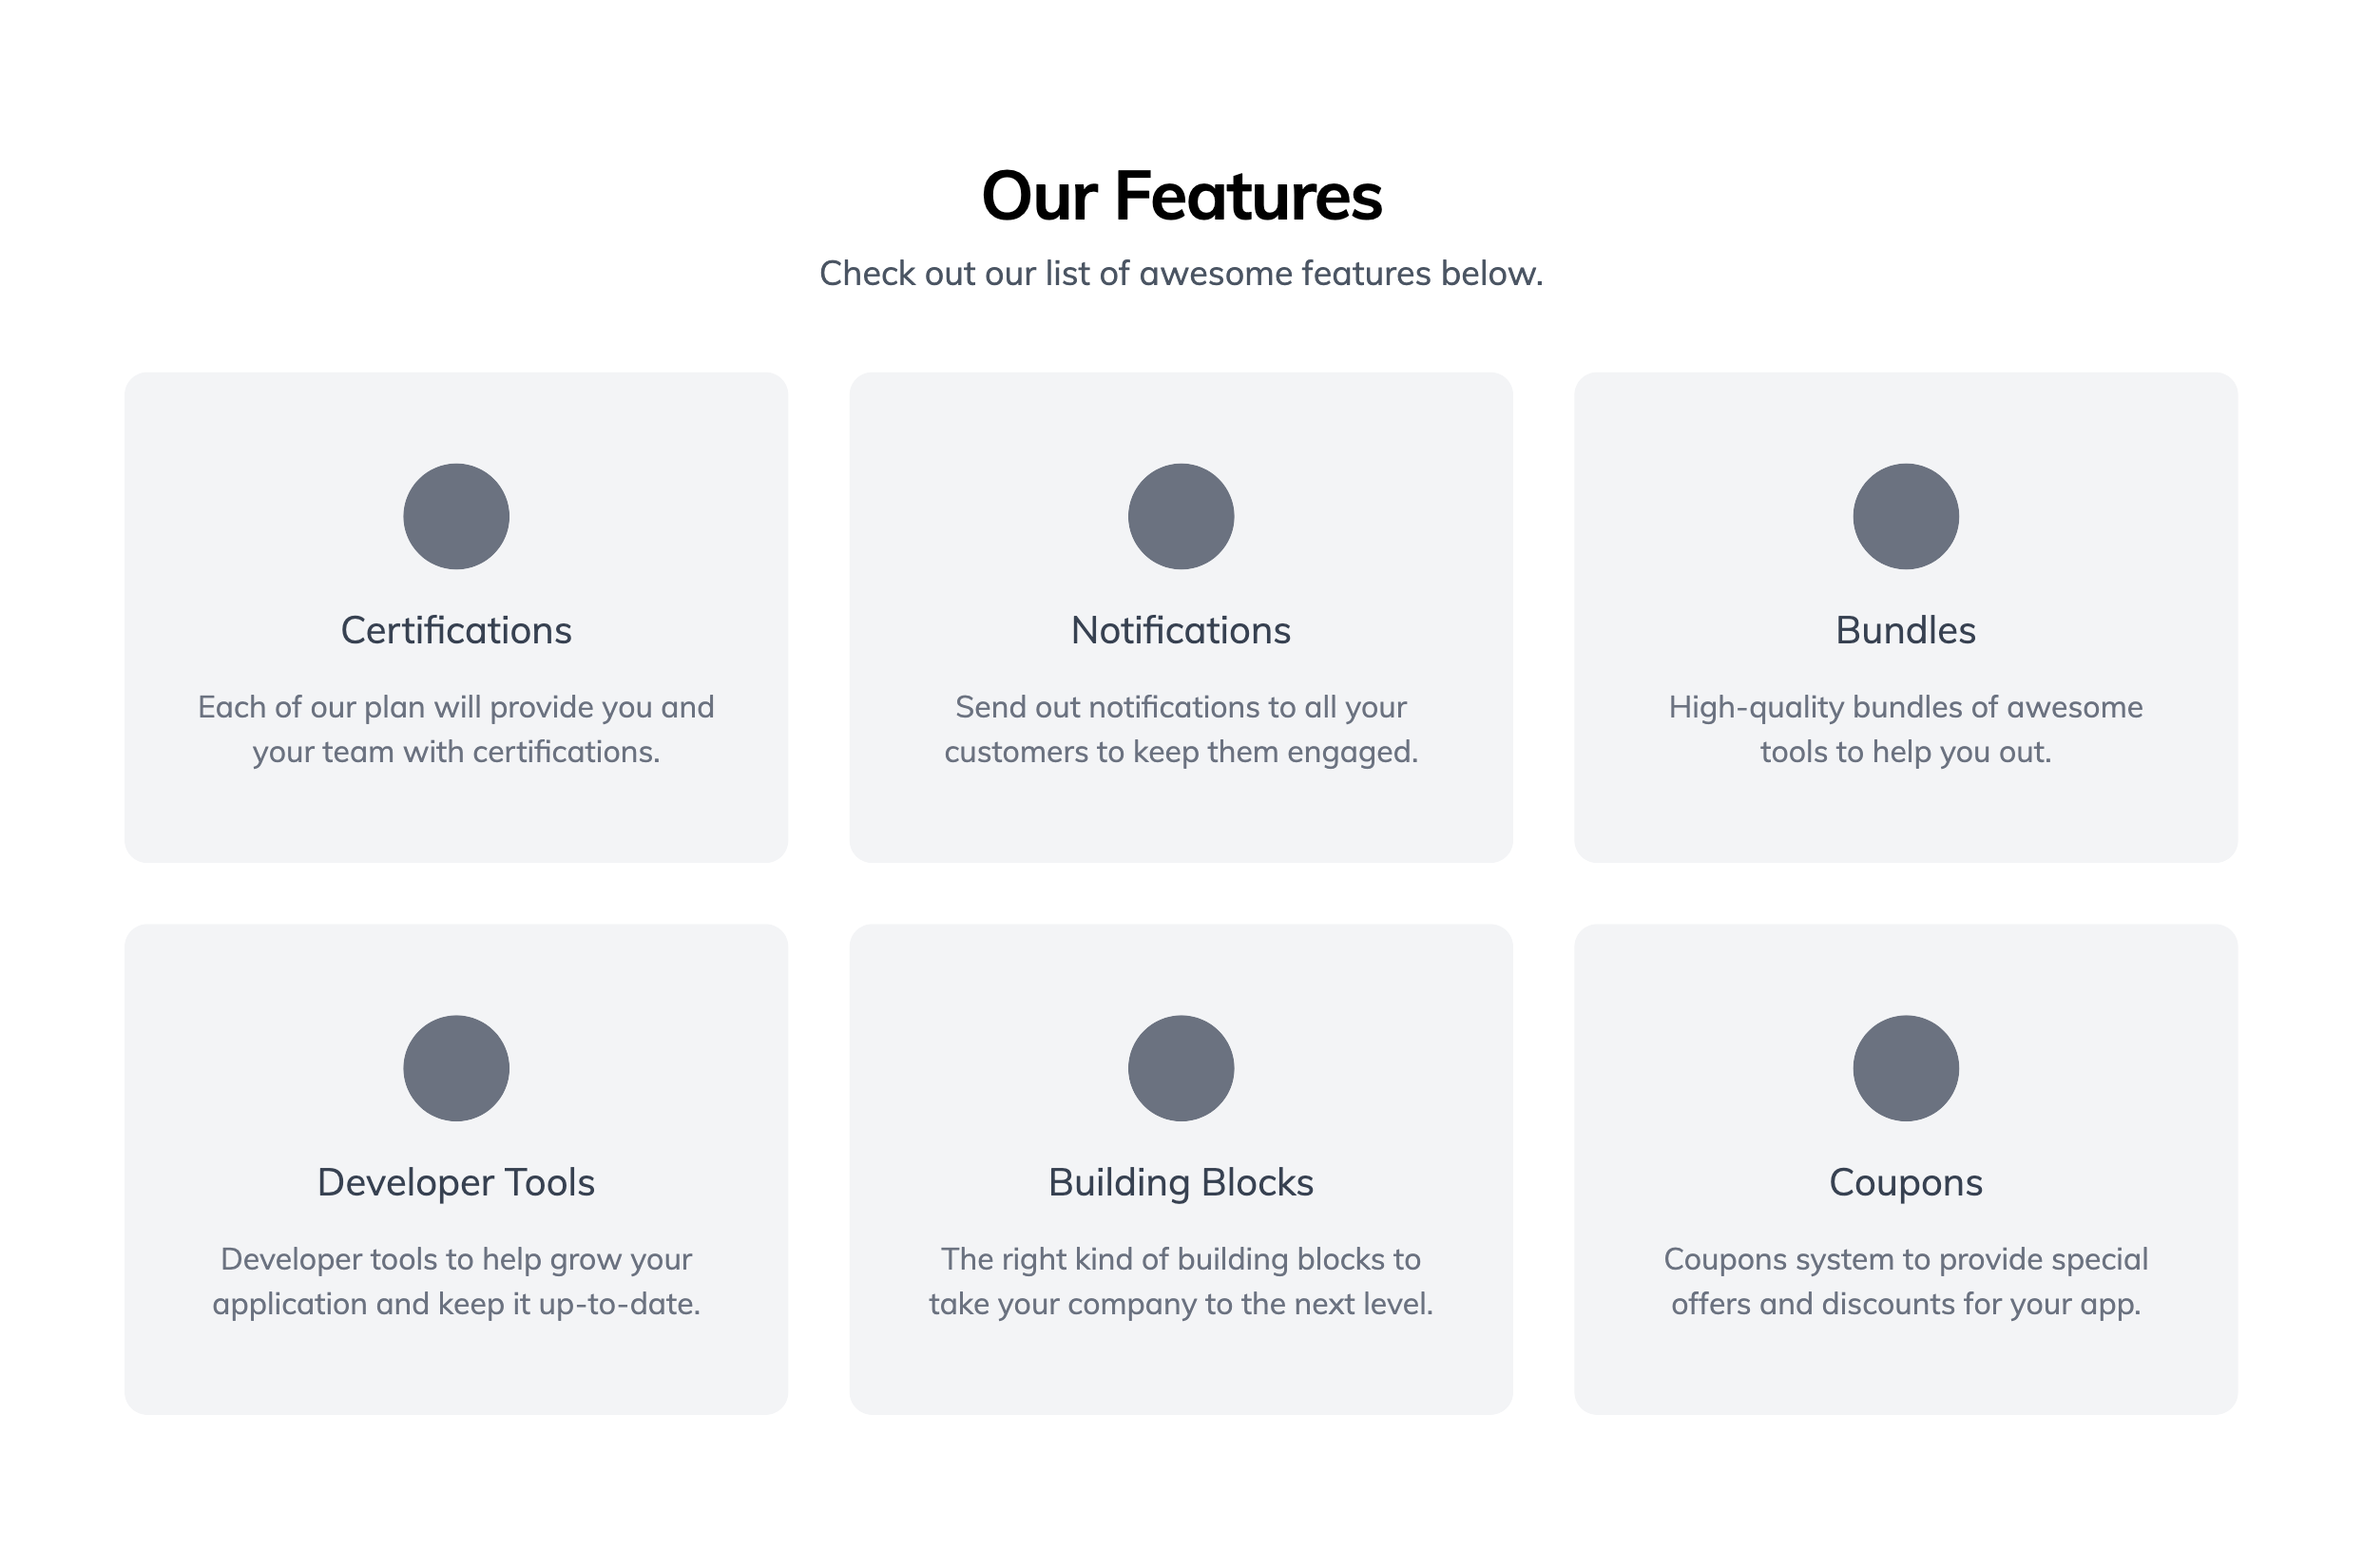 Our Features
Check out our list of awesome features below.
Certifications
Each of our plan will provide you and
your team with certifications.
Notifications
Send out notifications to all your
customers to keep them engaged.
Bundles
High-quality bundles of awesome
tools to help you out.
Developer Tools
Developer tools to help grow your
application and keep it up-to-date.
Building Blocks
The right kind of building blocks to
take your company to the next level.
Coupons
Coupons system to provide special
offers and discounts for your app.